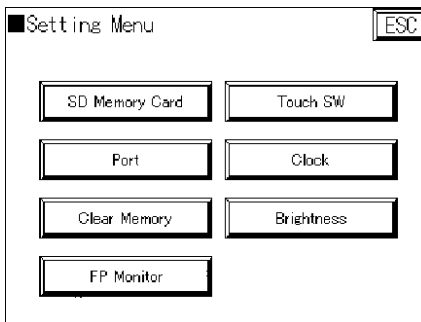 ■Setting Menu ESC
SD Memory Card Touch SW
Port Clock
Clear Memory Brightness
FP Monitor